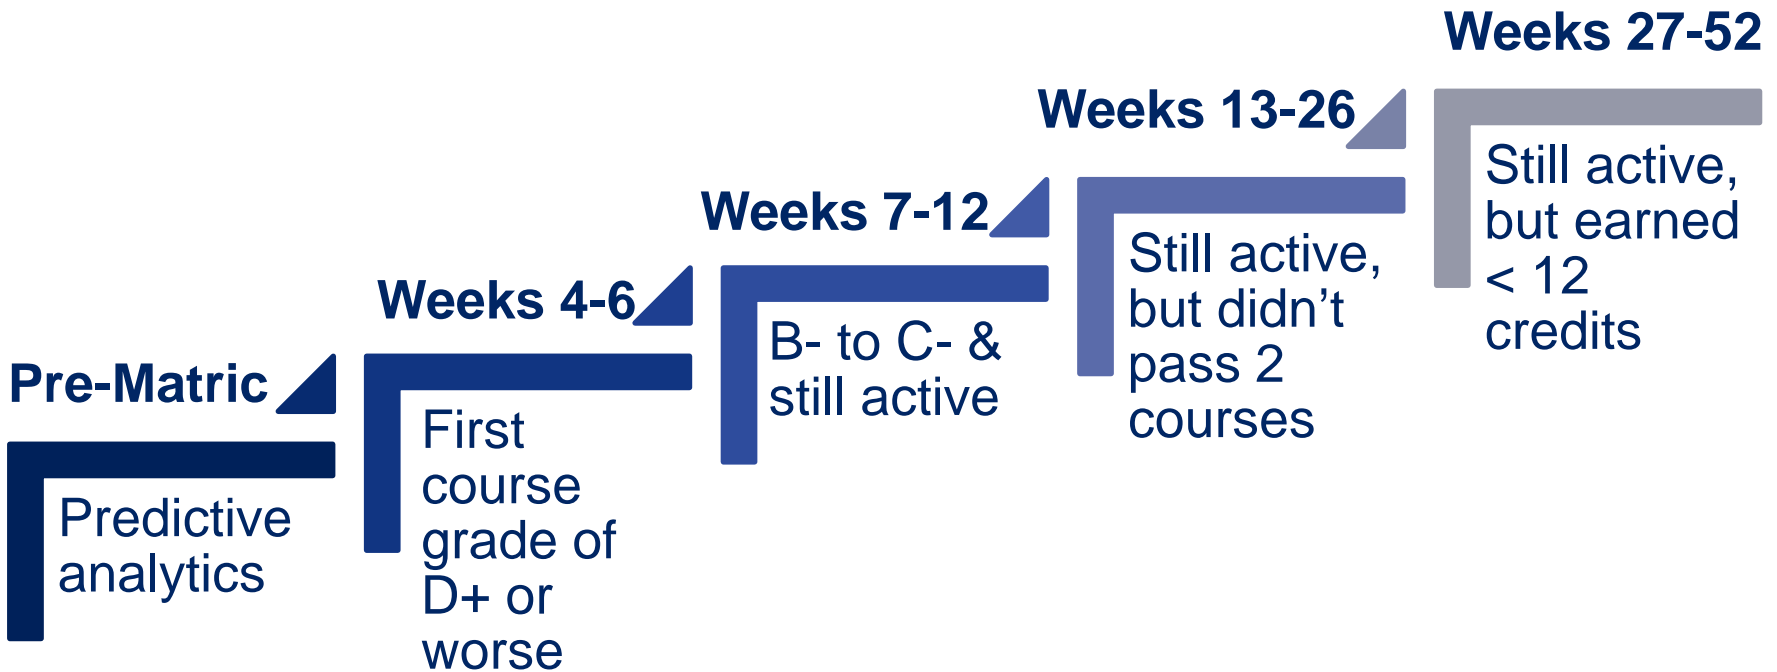 Pre-Matric
Predictive
analytics
Weeks 4-6
First
course
grade of
D+ or
worse
Weeks 7-12
B- to C- &
still active
Weeks 13-26
Still active,
but didn’t
pass 2
courses
Weeks 27-52
Still active,
but earned
< 12
credits